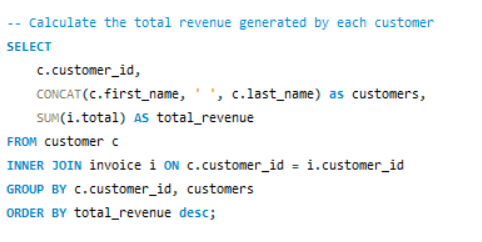 -- Calculate the total revenue generated by each customer
SELECT
    c.customer_id,
    CONCAT(c.first_name, ' ', c.last_name) as customers,
    SUM(i.total) AS total_revenue
FROM customer c
INNER JOIN invoice i ON c.customer_id = i.customer_id
GROUP BY c.customer_id, customers
ORDER BY total_revenue desc;